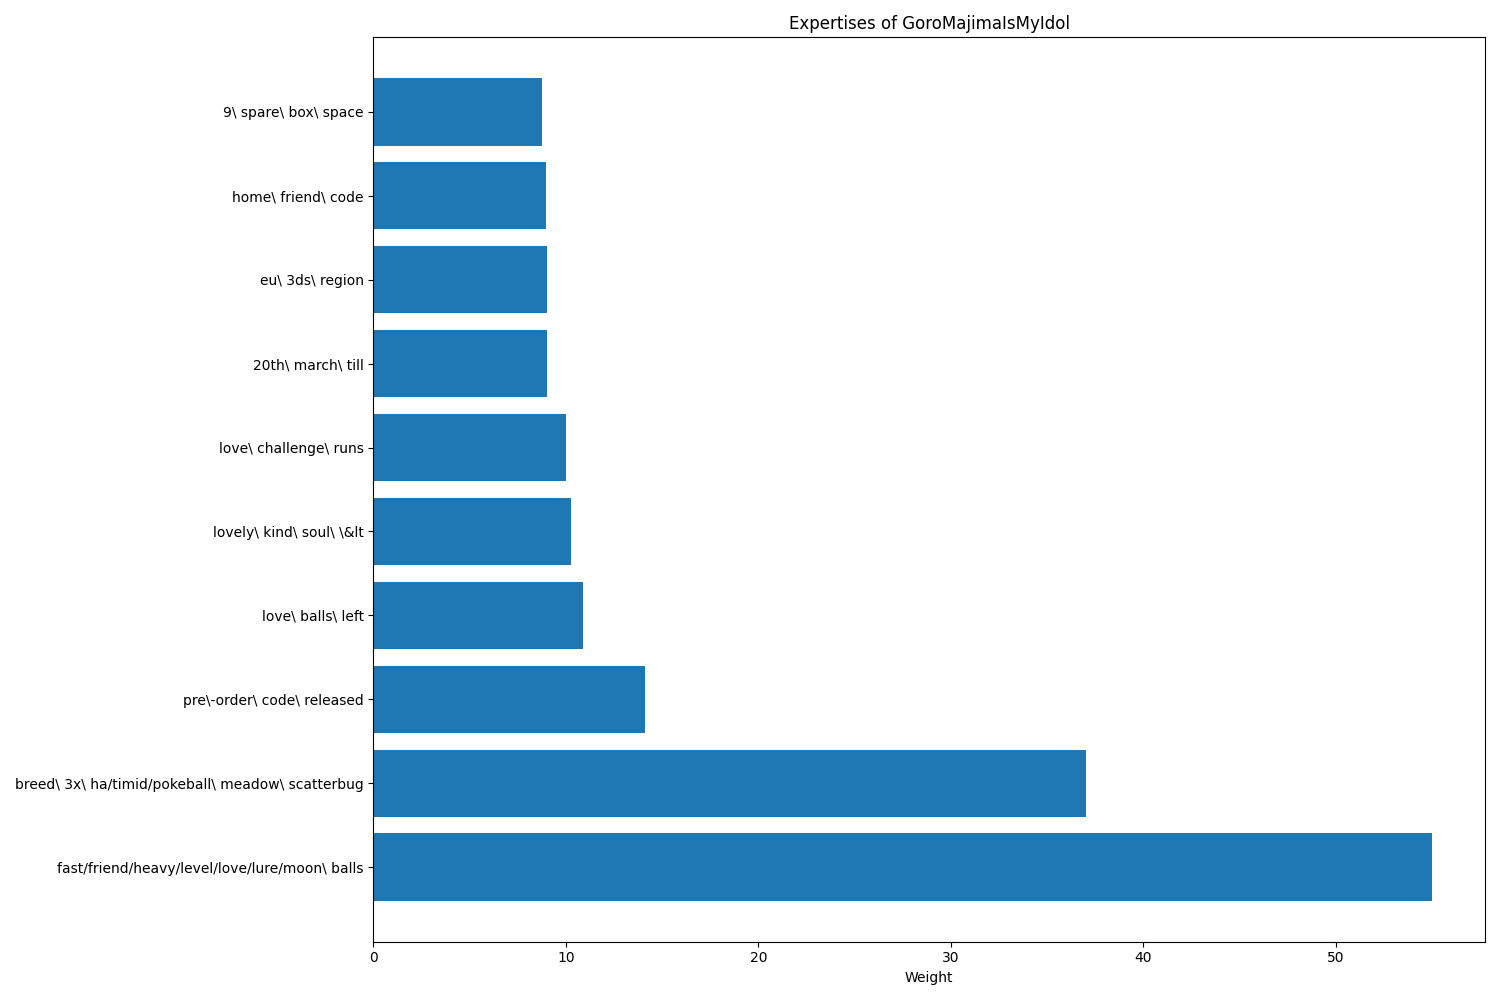 Expertises of GoroMajimaIsMyIdol
9\ spare\ box\ space
home\ friend\ code
eu\ 3ds\ region
20th\ march\ till
love\ challenge\ runs
lovely\ kind\ soul\ \&lt
love\ balls\ left
pre\-order\ code\ released
breed\ 3x\ ha/timid/pokeball\ meadow\ scatterbug
fast/friend/heavy/level/love/lure/moon\ balls
0 10 20 30 40 50
Weight